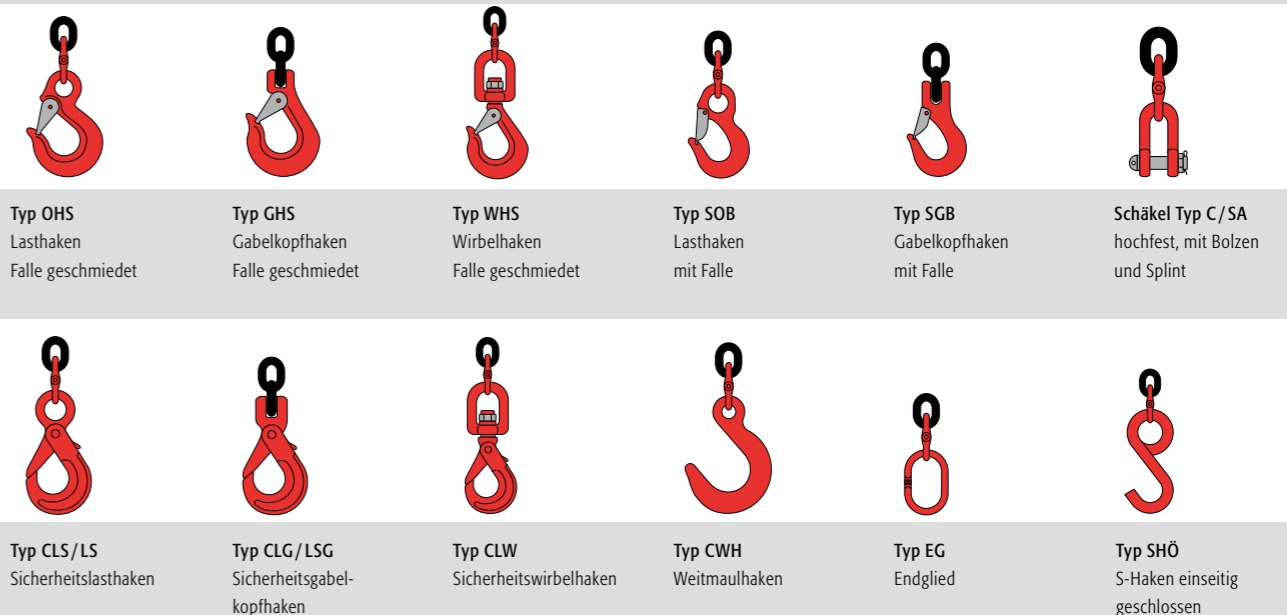 Typ OHS
Lasthaken
Falle geschmiedet
Typ GHS
Gabelkopfhaken
Falle geschmiedet
Typ WHS
Wirbelhaken
Falle geschmiedet
Typ SOB
Lasthaken
mit Falle
Typ SGB
Gabelkopfhaken
mit Falle
Schäkel Typ C/SA
hochfest, mit Bolzen
und Splint
Typ CLS/LS
Sicherheitslasthaken
Typ CLG/LSG
Sicherheitsgabel-
kopfhaken
Typ CLW
Sicherheitswirbelhaken
Typ CWH
Weitmaulhaken
Typ EG
Endglied
Typ SHÖ
S-Haken einseitig
geschlossen